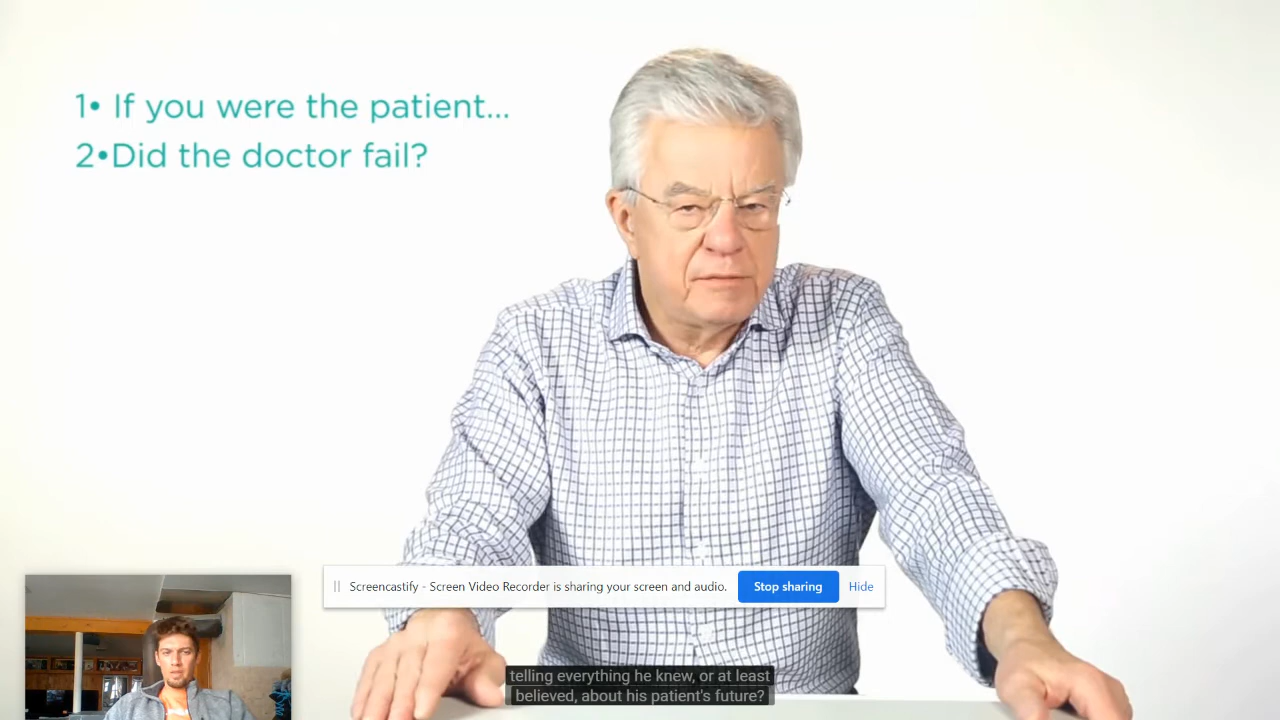 1• If you were the patient...
2•Did the doctor fail?
Screencastify - Screen Video Recorder is sharing your screen and audio.
Stop sharing
Hide
telling everything he knew, or at least
believed, about his patient's future?